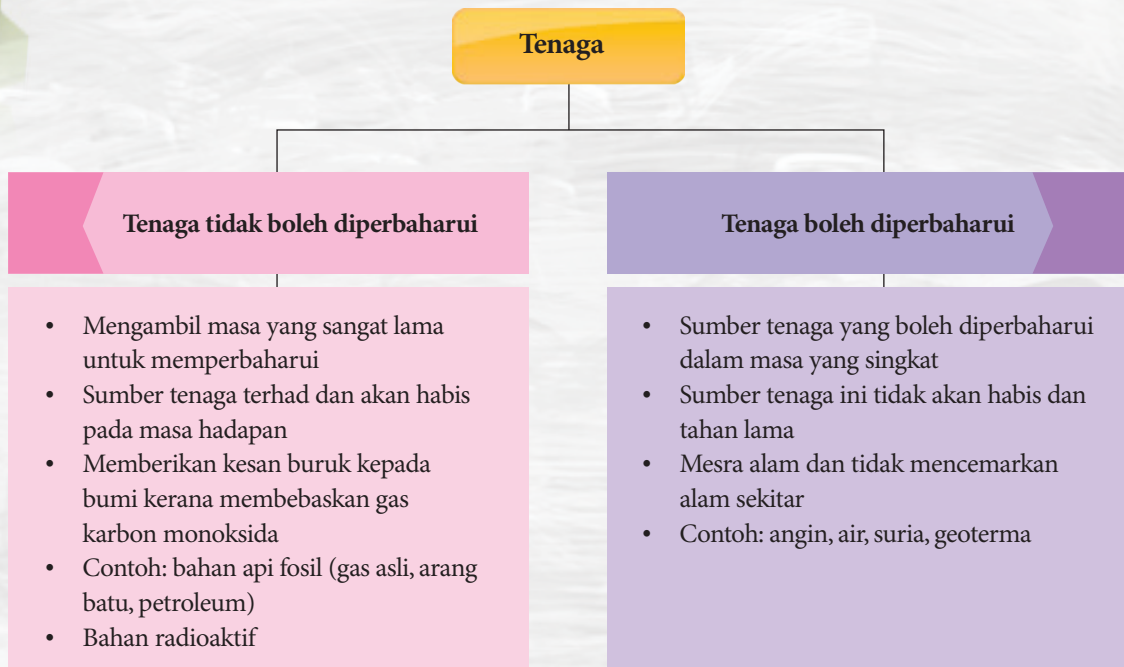 Tenaga
Tenaga tidak boleh diperbaharui
• Mengambil masa yang sangat lama
untuk memperbaharui
• Sumber tenaga terhad dan akan habis
pada masa hadapan
• Memberikan kesan buruk kepada
bumi kerana membebaskan gas
karbon monoksida
• Contoh: bahan api fosil (gas asli, arang
batu, petroleum)
• Bahan radioaktif
Tenaga boleh diperbaharui
• Sumber tenaga yang boleh diperbaharui
dalam masa yang singkat
• Sumber tenaga ini tidak akan habis dan
tahan lama
• Mesra alam dan tidak mencemarkan
alam sekitar
• Contoh: angin, air, suria, geoterma